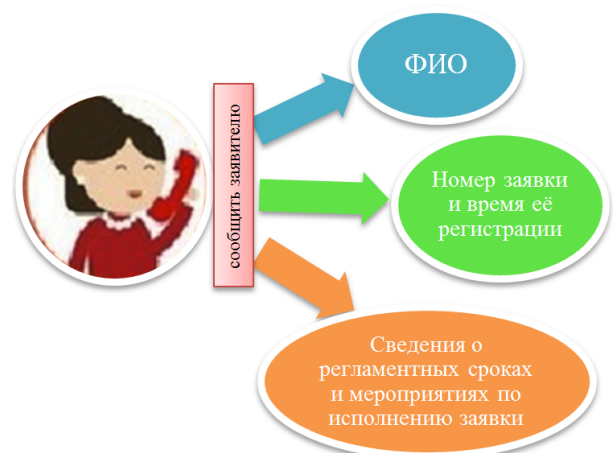 сообщить заявителю
ФИО
Номер заявки
и время её
регистрации
Сведения о
регламентных сроках
и мероприятиях по
исполнению заявки